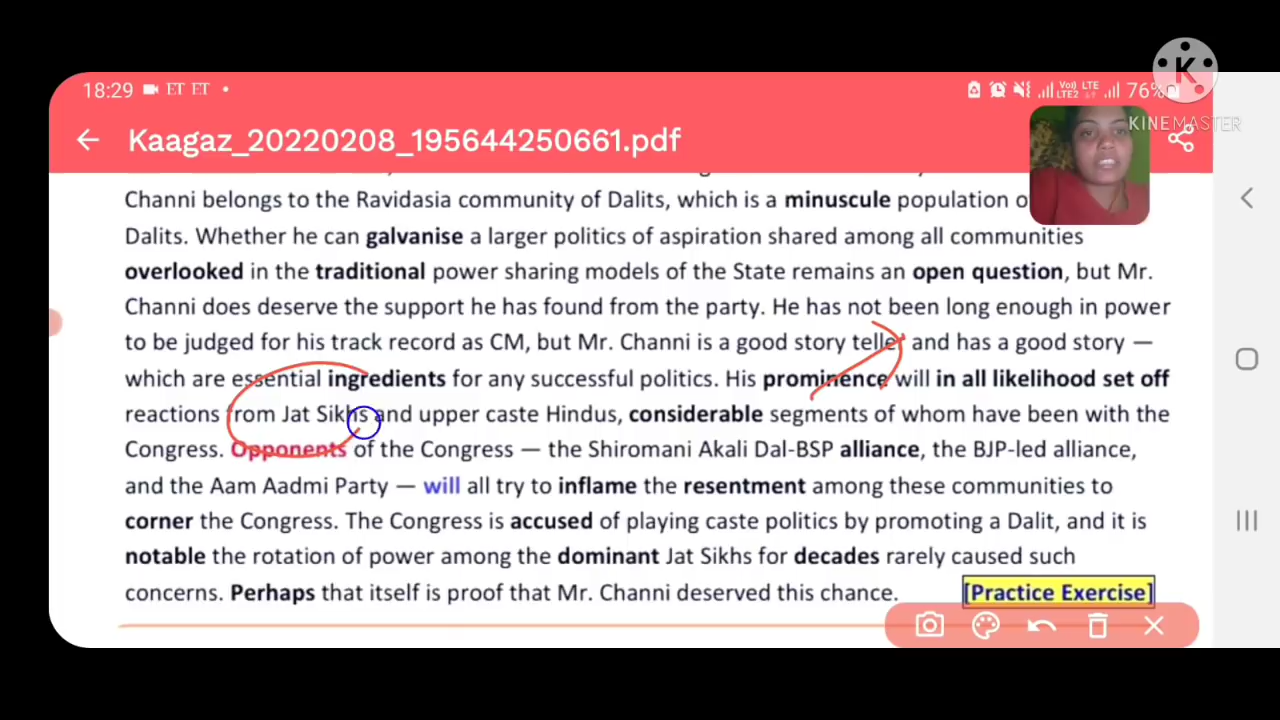 18:29 ET ET
Vo) LTE
LTE2
76%
K
KINEMASTER
Kaagaz_20220208_195644250661.pdf
Channi belongs to the Ravidasia community of Dalits, which is a minuscule population
Dalits. Whether he can galvanise a larger politics of aspiration shared among all communities
overlooked in the traditional power sharing models of the State remains an open question, but Mr.
Channi does deserve the support he has found from the party. He has not been long enough in power
to be judged for his track record as CM, but Mr. Channi is a good story teller and has a good story —
which are essential ingredients for any successful politics. His prominence will in all likelihood set off
reactions from Jat Sikhs and upper caste Hindus, considerable segments of whom have been with the
Congress. Opponents of the Congress — the Shiromani Akali Dal-BSP alliance, the BJP-led alliance,
and the Aam Aadmi Party — will all try to inflame the resentment among these communities to
corner the Congress. The Congress is accused of playing caste politics by promoting a Dalit, and it is
notable the rotation of power among the dominant Jat Sikhs for decades rarely caused such
concerns. Perhaps that itself is proof that Mr. Channi deserved this chance. [Practice Exercise]